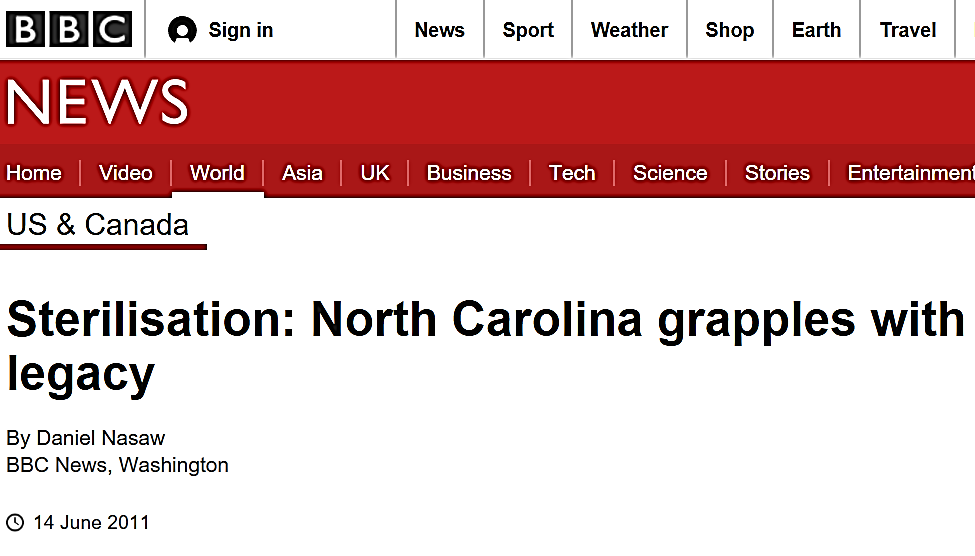 BBC Sign in News Sport Weather Shop Earth Travel
NEWS
Home Video World Asia UK Business Tech Science Stories Entertainment
US & Canada
Sterilisation: North Carolina grapples with
legacy
By Daniel Nasaw
BBC News, Washington
14 June 2011